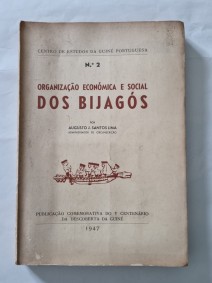 CENTRO DE ESTUDOS DA GUINÉ PORTUGUESA
N.º 2
ORGANIZAÇÃO ECONÓMICA E SOCIAL
DOS BIJAGÓS
POR
AUGUSTO J. SANTOS LIMA
PUBLICAÇÃO COMEMORATIVA DO V CENTENÁRIO
DA DESCOBERTA DA GUINÉ
1947